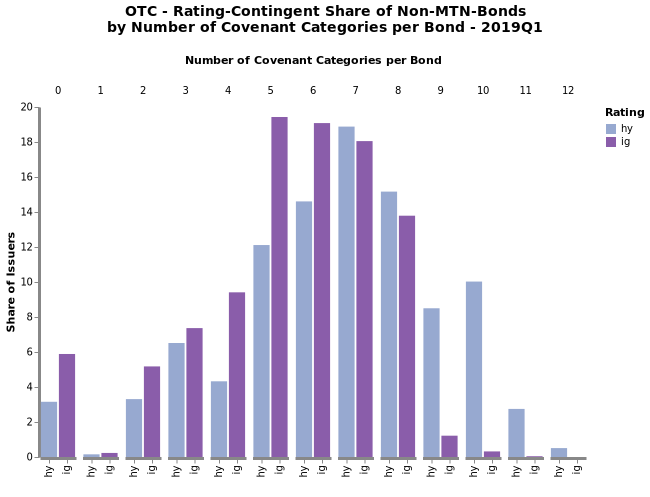 OTC - Rating-Contingent Share of Non-MTN-Bonds
by Number of Covenant Categories per Bond - 2019Q1
Number of Covenant Categories per Bond
0 1 2 3 4 5 6 7 8 9 10 11 12
Rating
hy
ig
Share of Issuers
20
18
16
14
12
10
8
6
4
2
0
hy ig hy ig hy ig hy ig hy ig hy ig hy ig hy ig hy ig hy ig hy ig hy ig hy ig